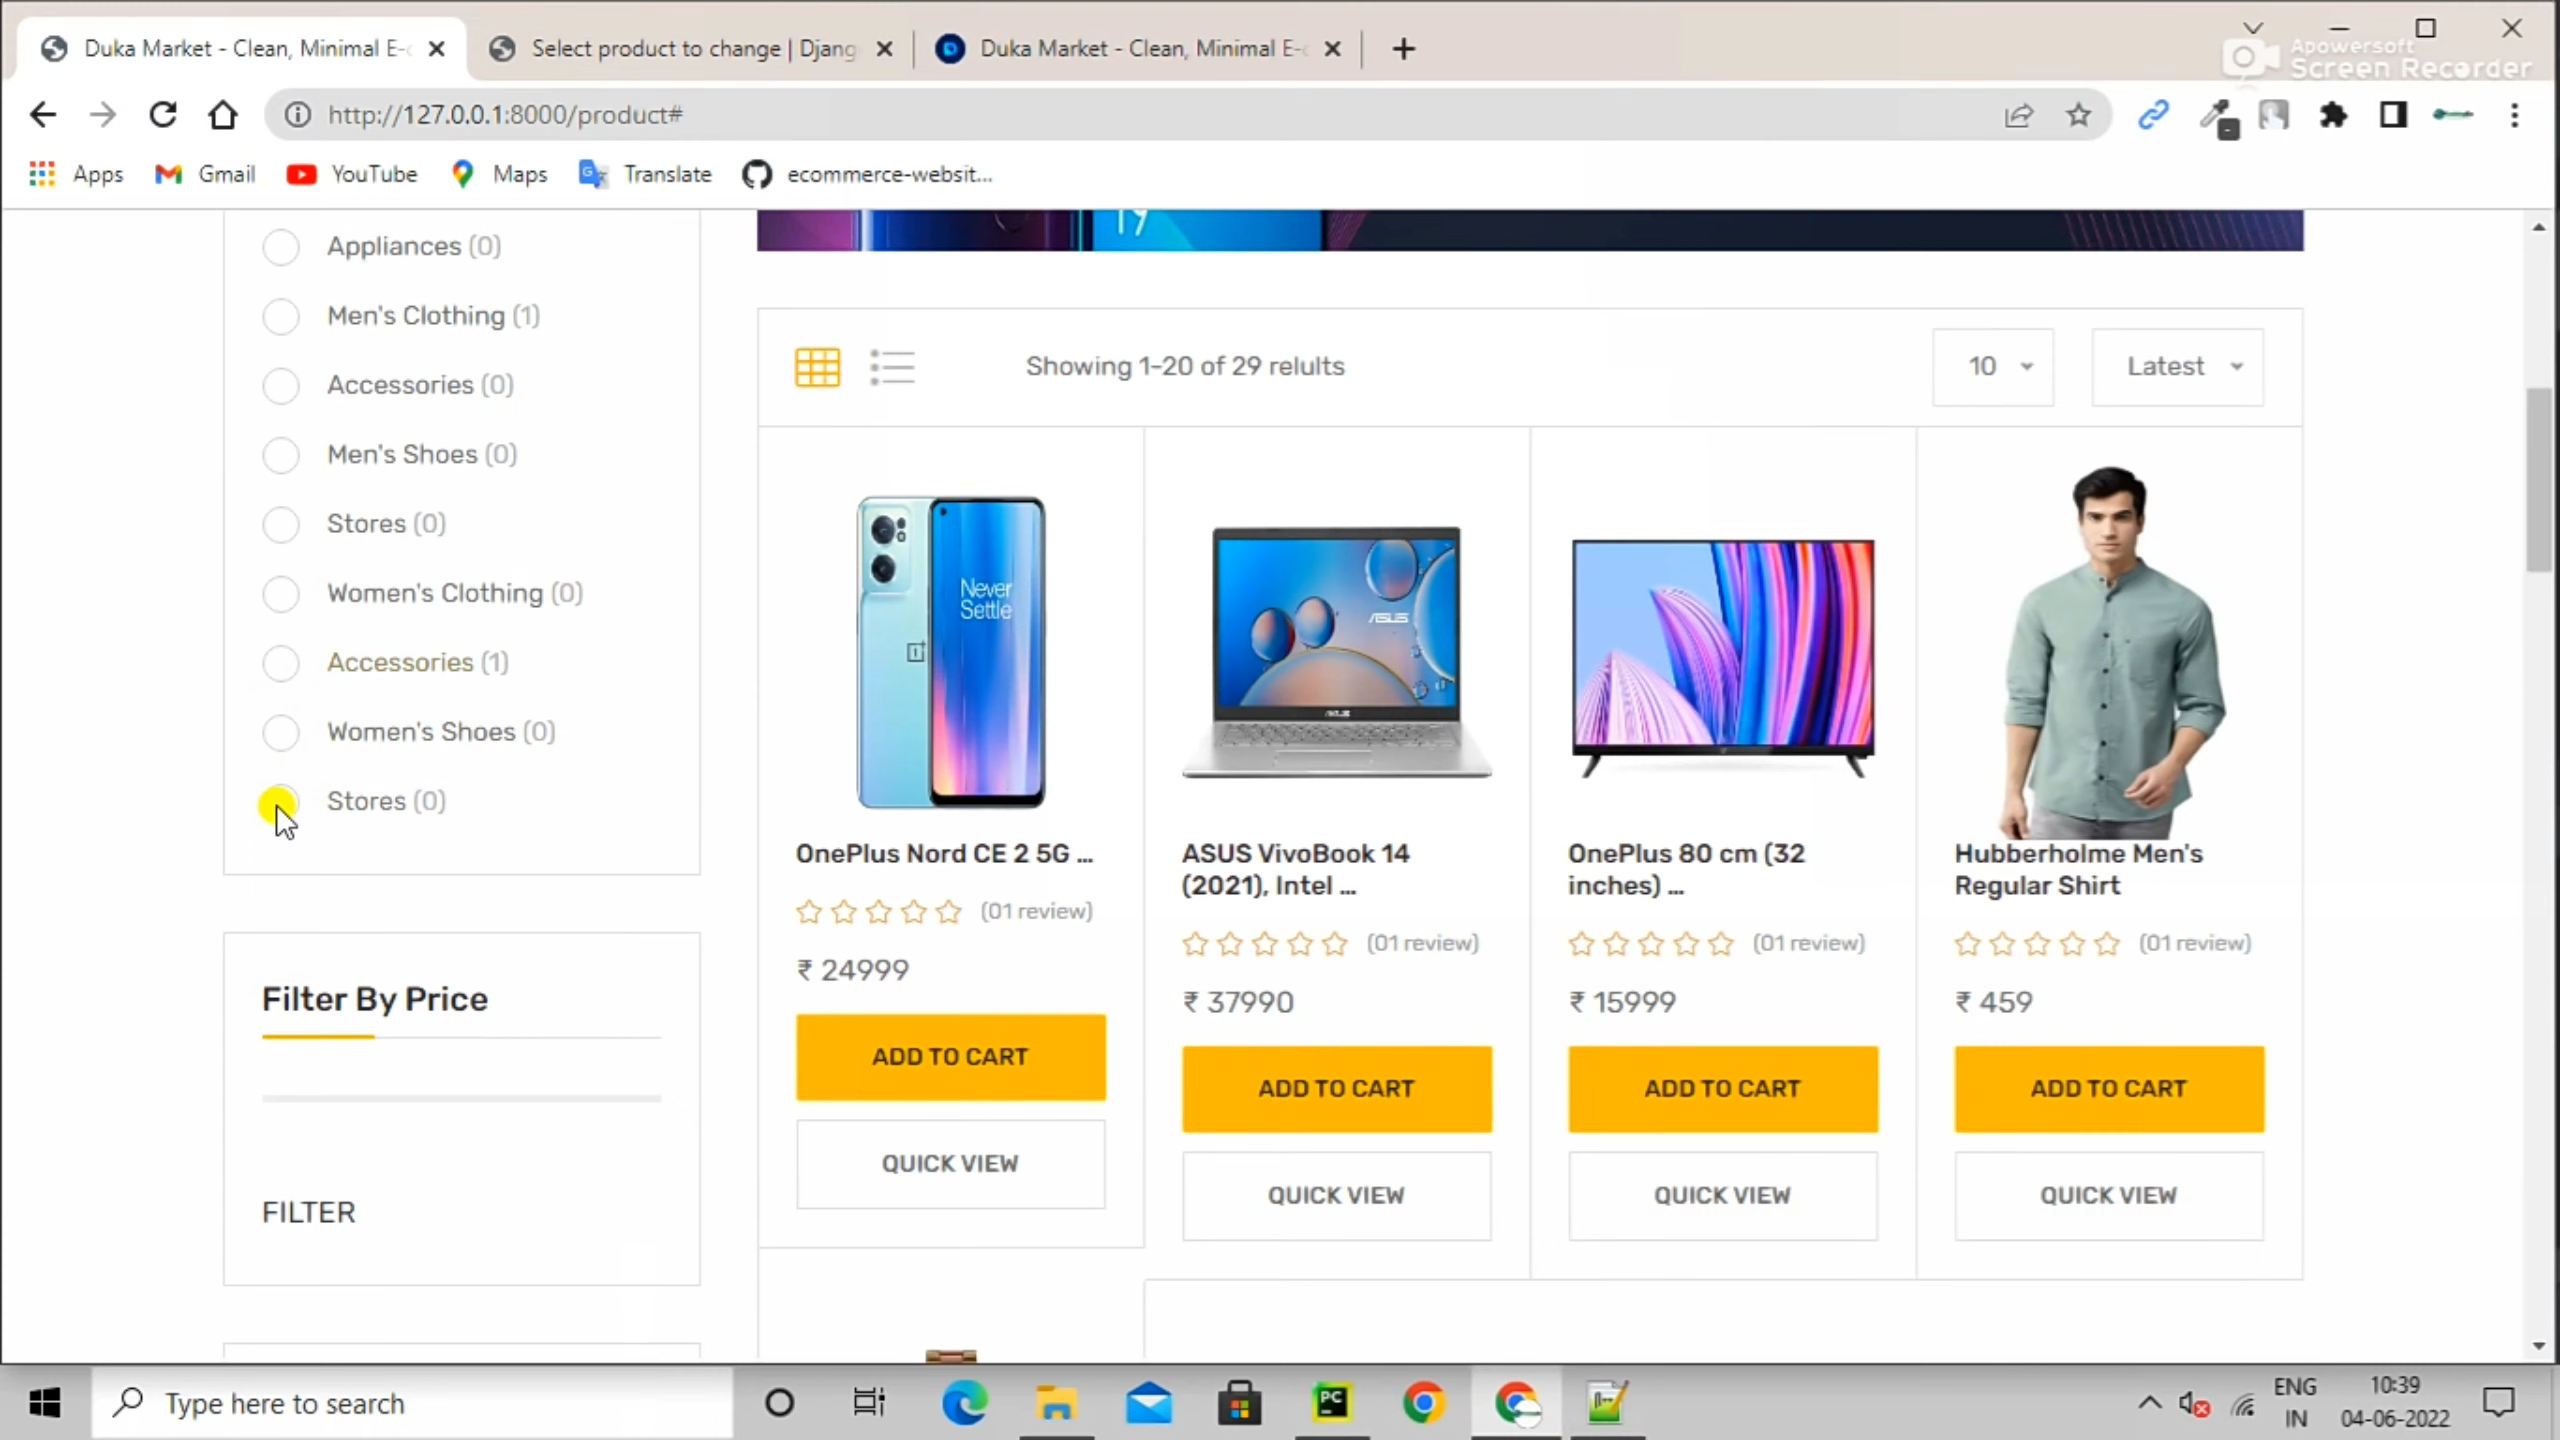 Duka Market - Clean, Minimal E-c
Select product to change | Djang
Duka Market - Clean, Minimal E-c
Apowersoft
Screen Recorder
http://127.0.0.1:8000/product#
Apps
Gmail
YouTube
Maps
Translate
ecommerce-websit...
19
Appliances (0)
Men's Clothing (1)
Accessories (0)
Men's Shoes (0)
Stores (0)
Women's Clothing (0)
Accessories (1)
Women's Shoes (0)
Stores (0)
Filter By Price
FILTER
Showing 1-20 of 29 relults
10
Latest
Never
Settle
ASUS
OnePlus Nord CE 2 5G ...
(01 review)
₹ 24999
ADD TO CART
QUICK VIEW
ASUS VivoBook 14
(2021), Intel ...
(01 review)
₹ 37990
ADD TO CART
QUICK VIEW
OnePlus 80 cm (32
inches) ...
(01 review)
₹ 15999
ADD TO CART
QUICK VIEW
Hubberholme Men's
Regular Shirt
(01 review)
₹ 459
ADD TO CART
QUICK VIEW
Type here to search
PC
ENG
IN
10:39
04-06-2022